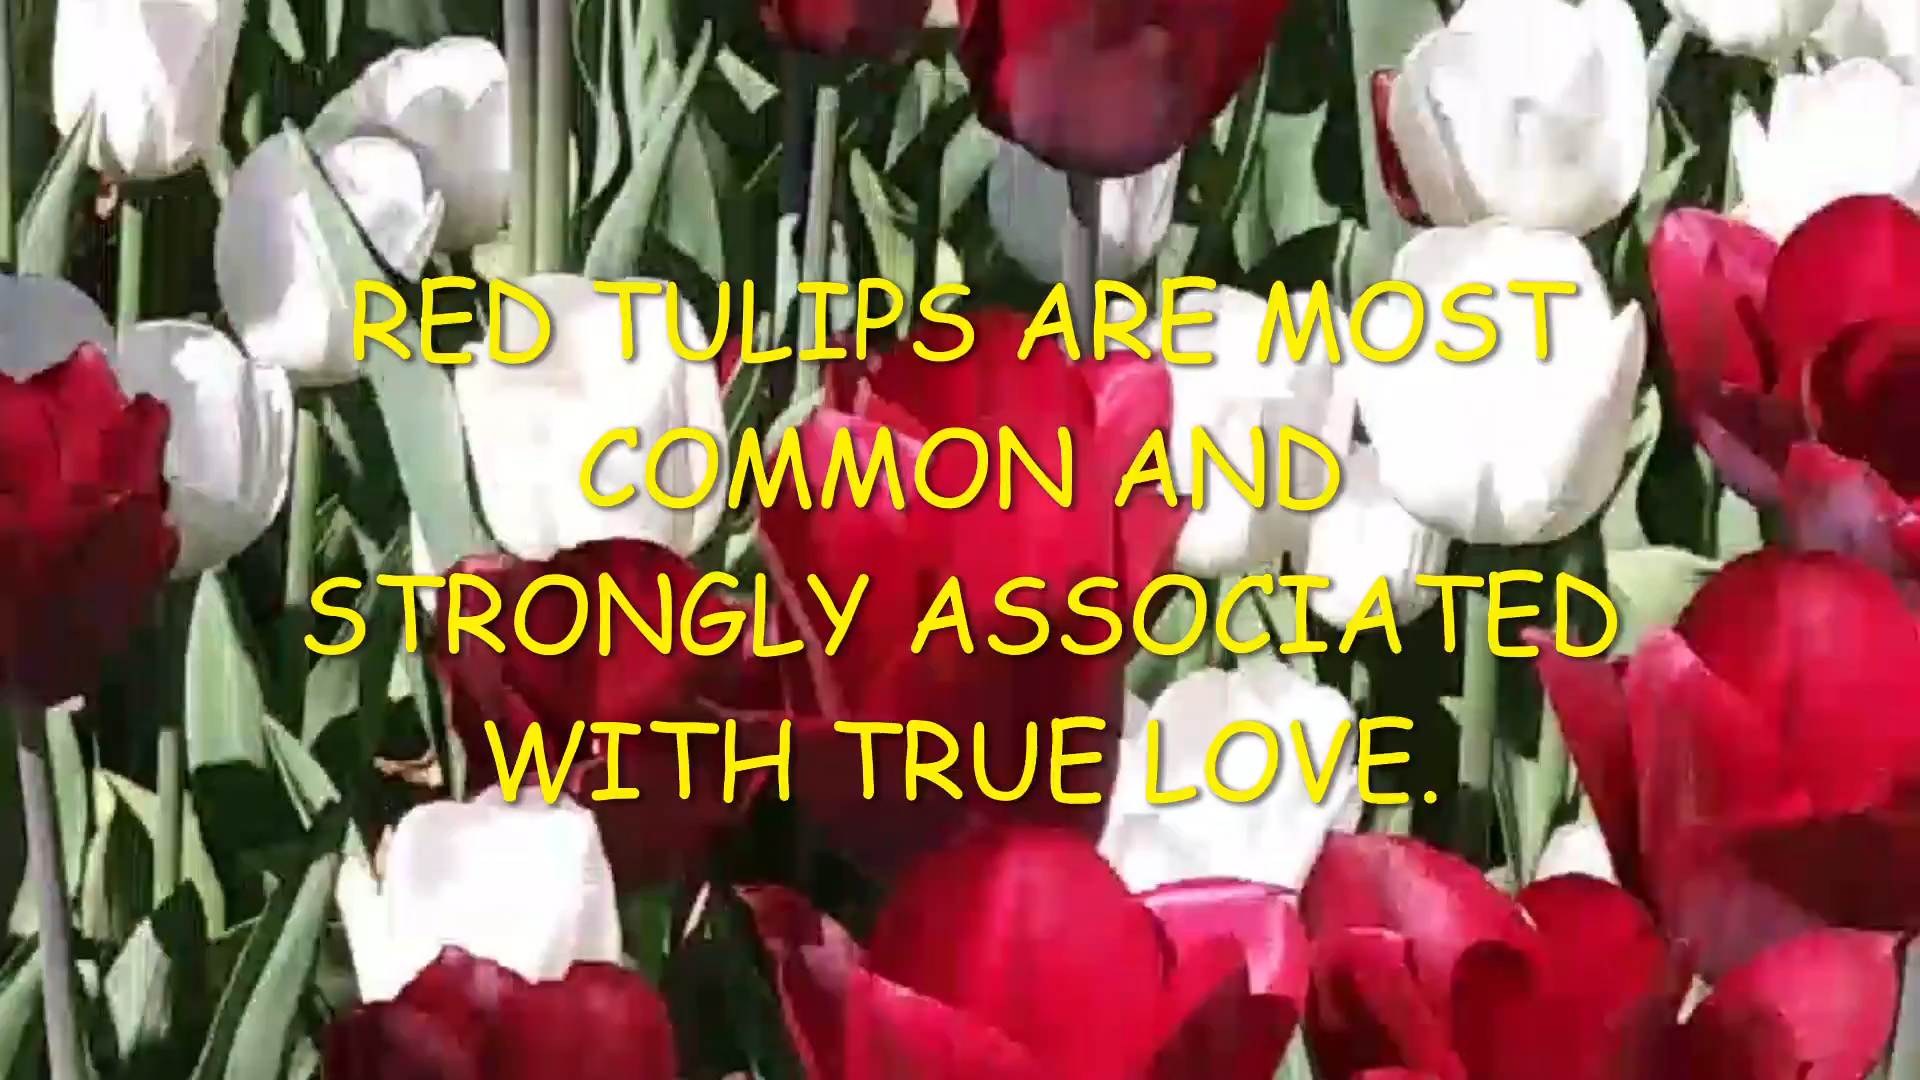 RED TULIPS ARE MOST
COMMON AND
STRONGLY ASSOCIATED
WITH TRUE LOVE.